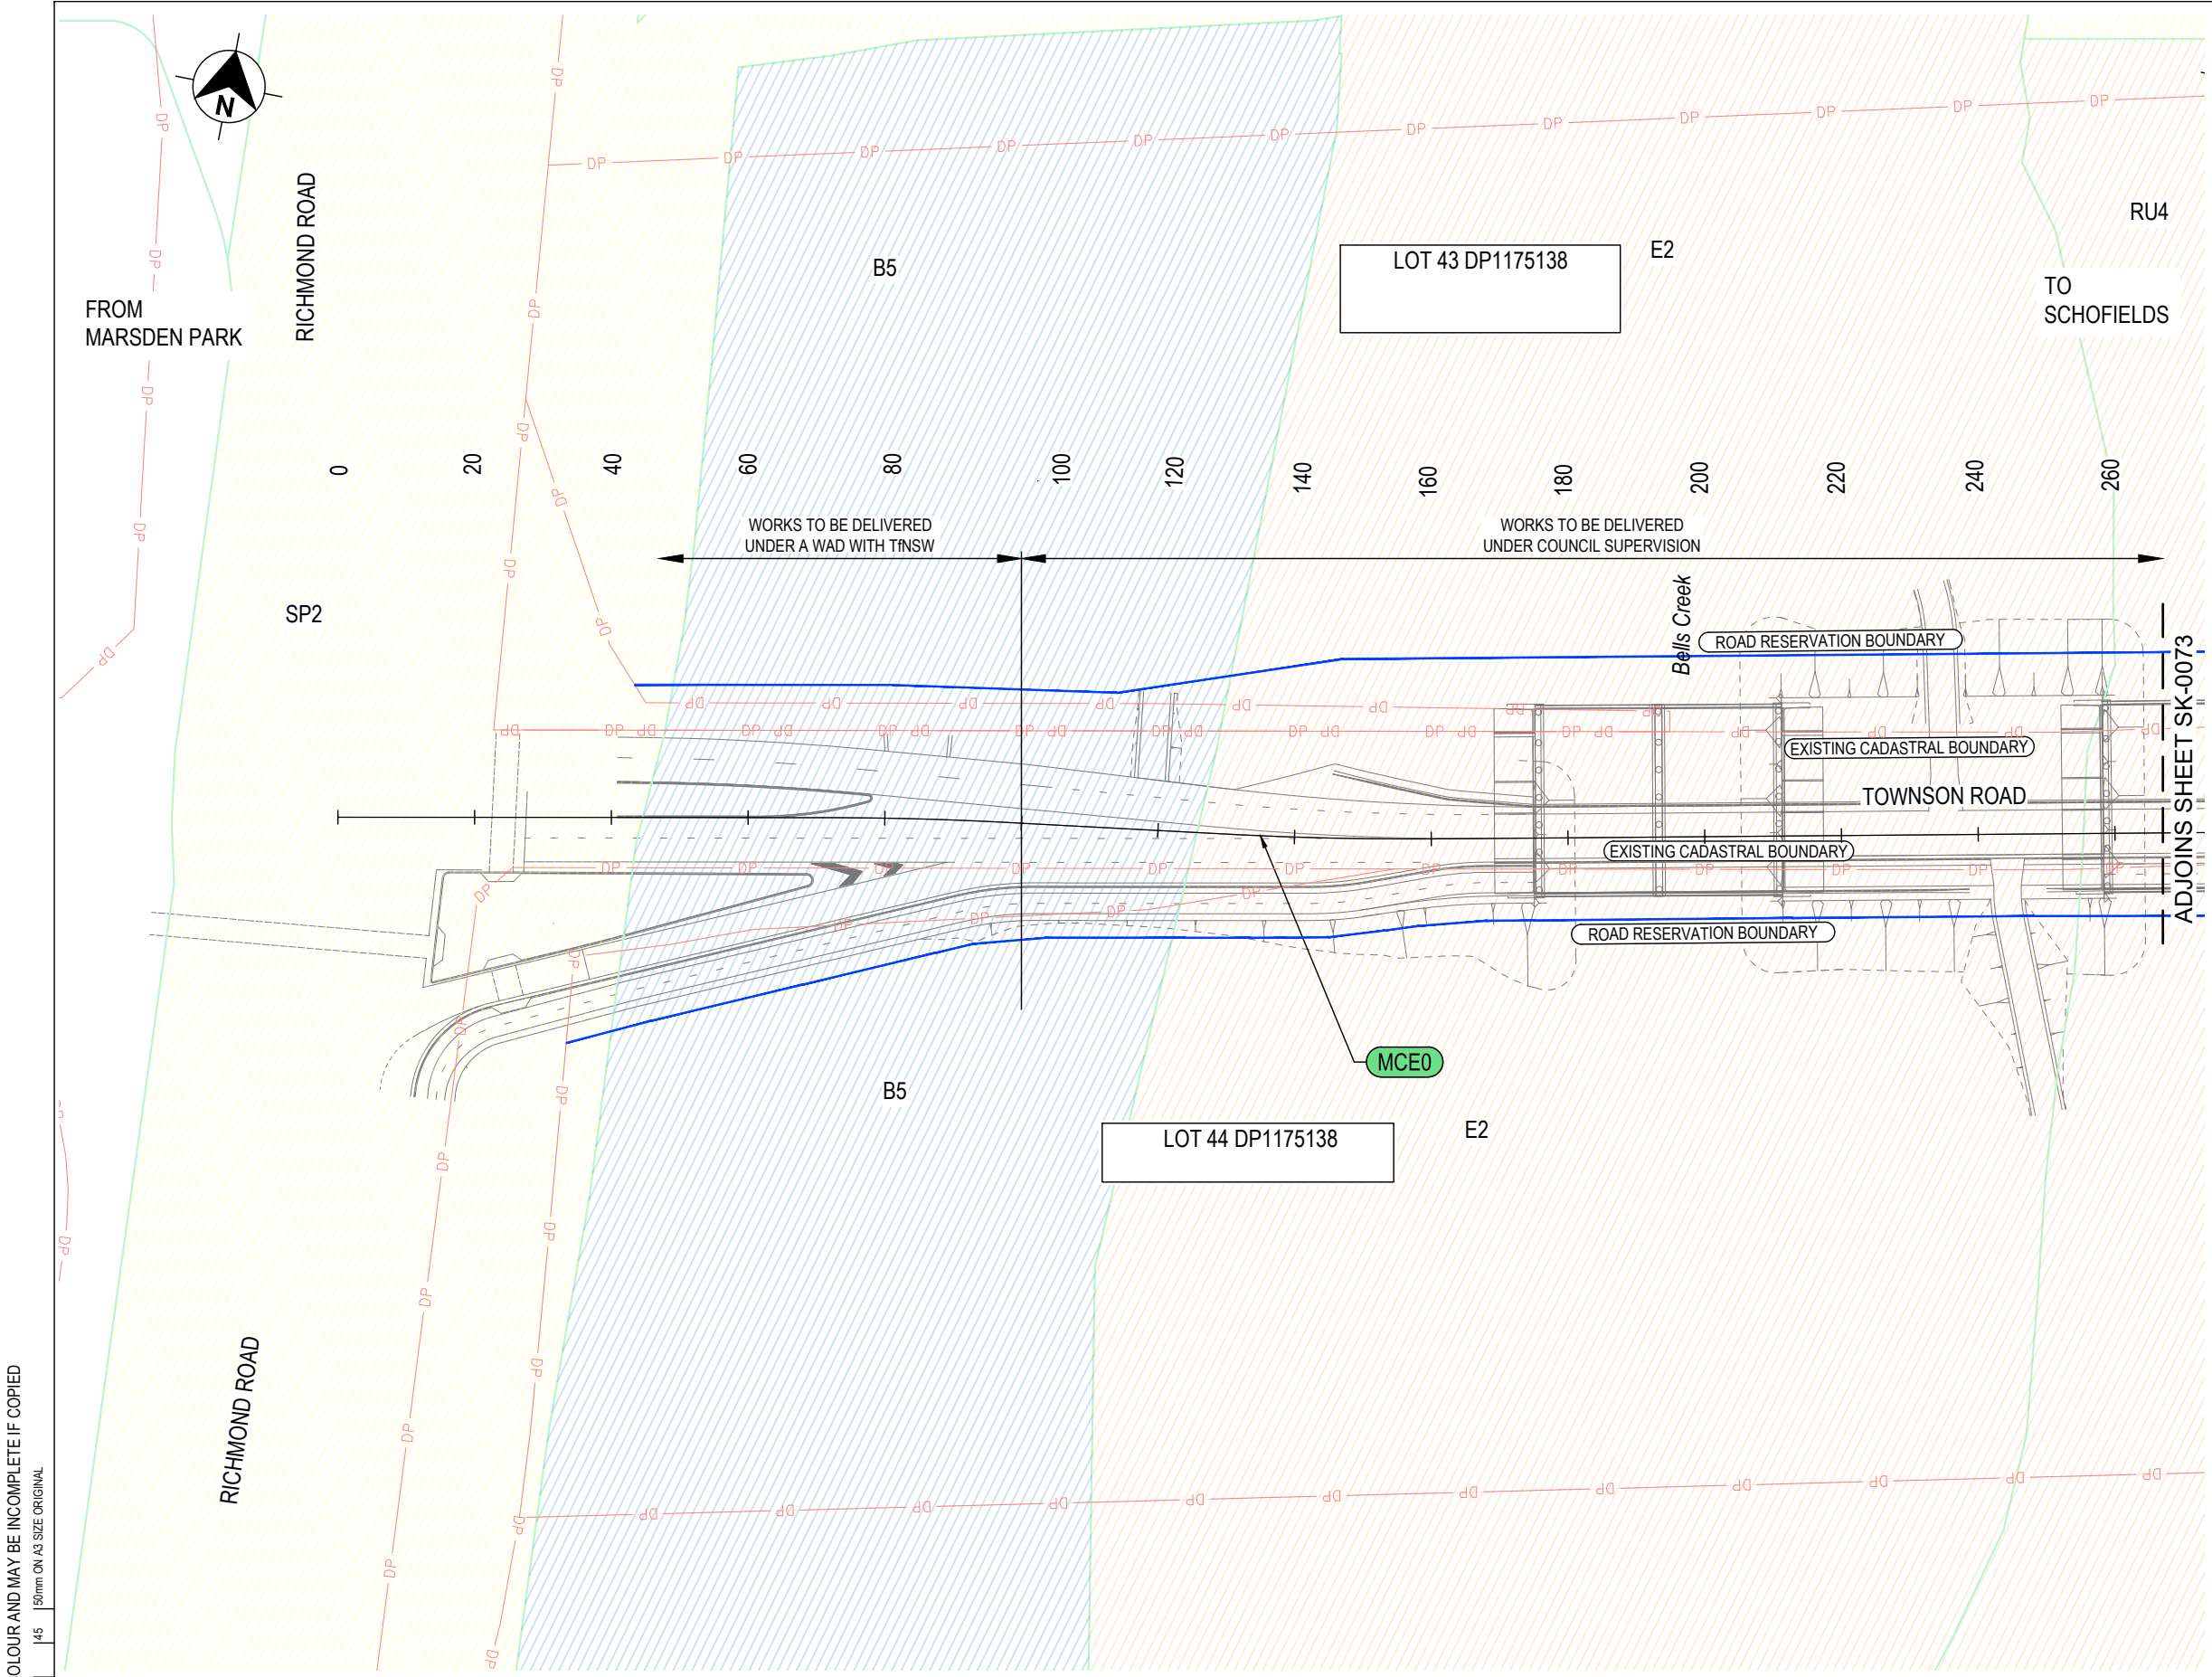 N
RICHMOND ROAD
FROM
MARSDEN PARK
B5
LOT 43 DP1175138
E2
RU4
TO
SCHOFIELDS
0
20
40
60
80
100
120
140
160
180
200
220
240
260
WORKS TO BE DELIVERED
UNDER A WAD WITH TfNSW
WORKS TO BE DELIVERED
UNDER COUNCIL SUPERVISION
SP2
Bells Creek
ROAD RESERVATION BOUNDARY
EXISTING CADASTRAL BOUNDARY
TOWNSON ROAD
EXISTING CADASTRAL BOUNDARY
ROAD RESERVATION BOUNDARY
ADJOINS SHEET SK-0073
MCE0
B5
LOT 44 DP1175138
E2
RICHMOND ROAD
OLOUR AND MAY BE INCOMPLETE IF COPIED
45
50mm ON A3 SIZE ORIGINAL
DP